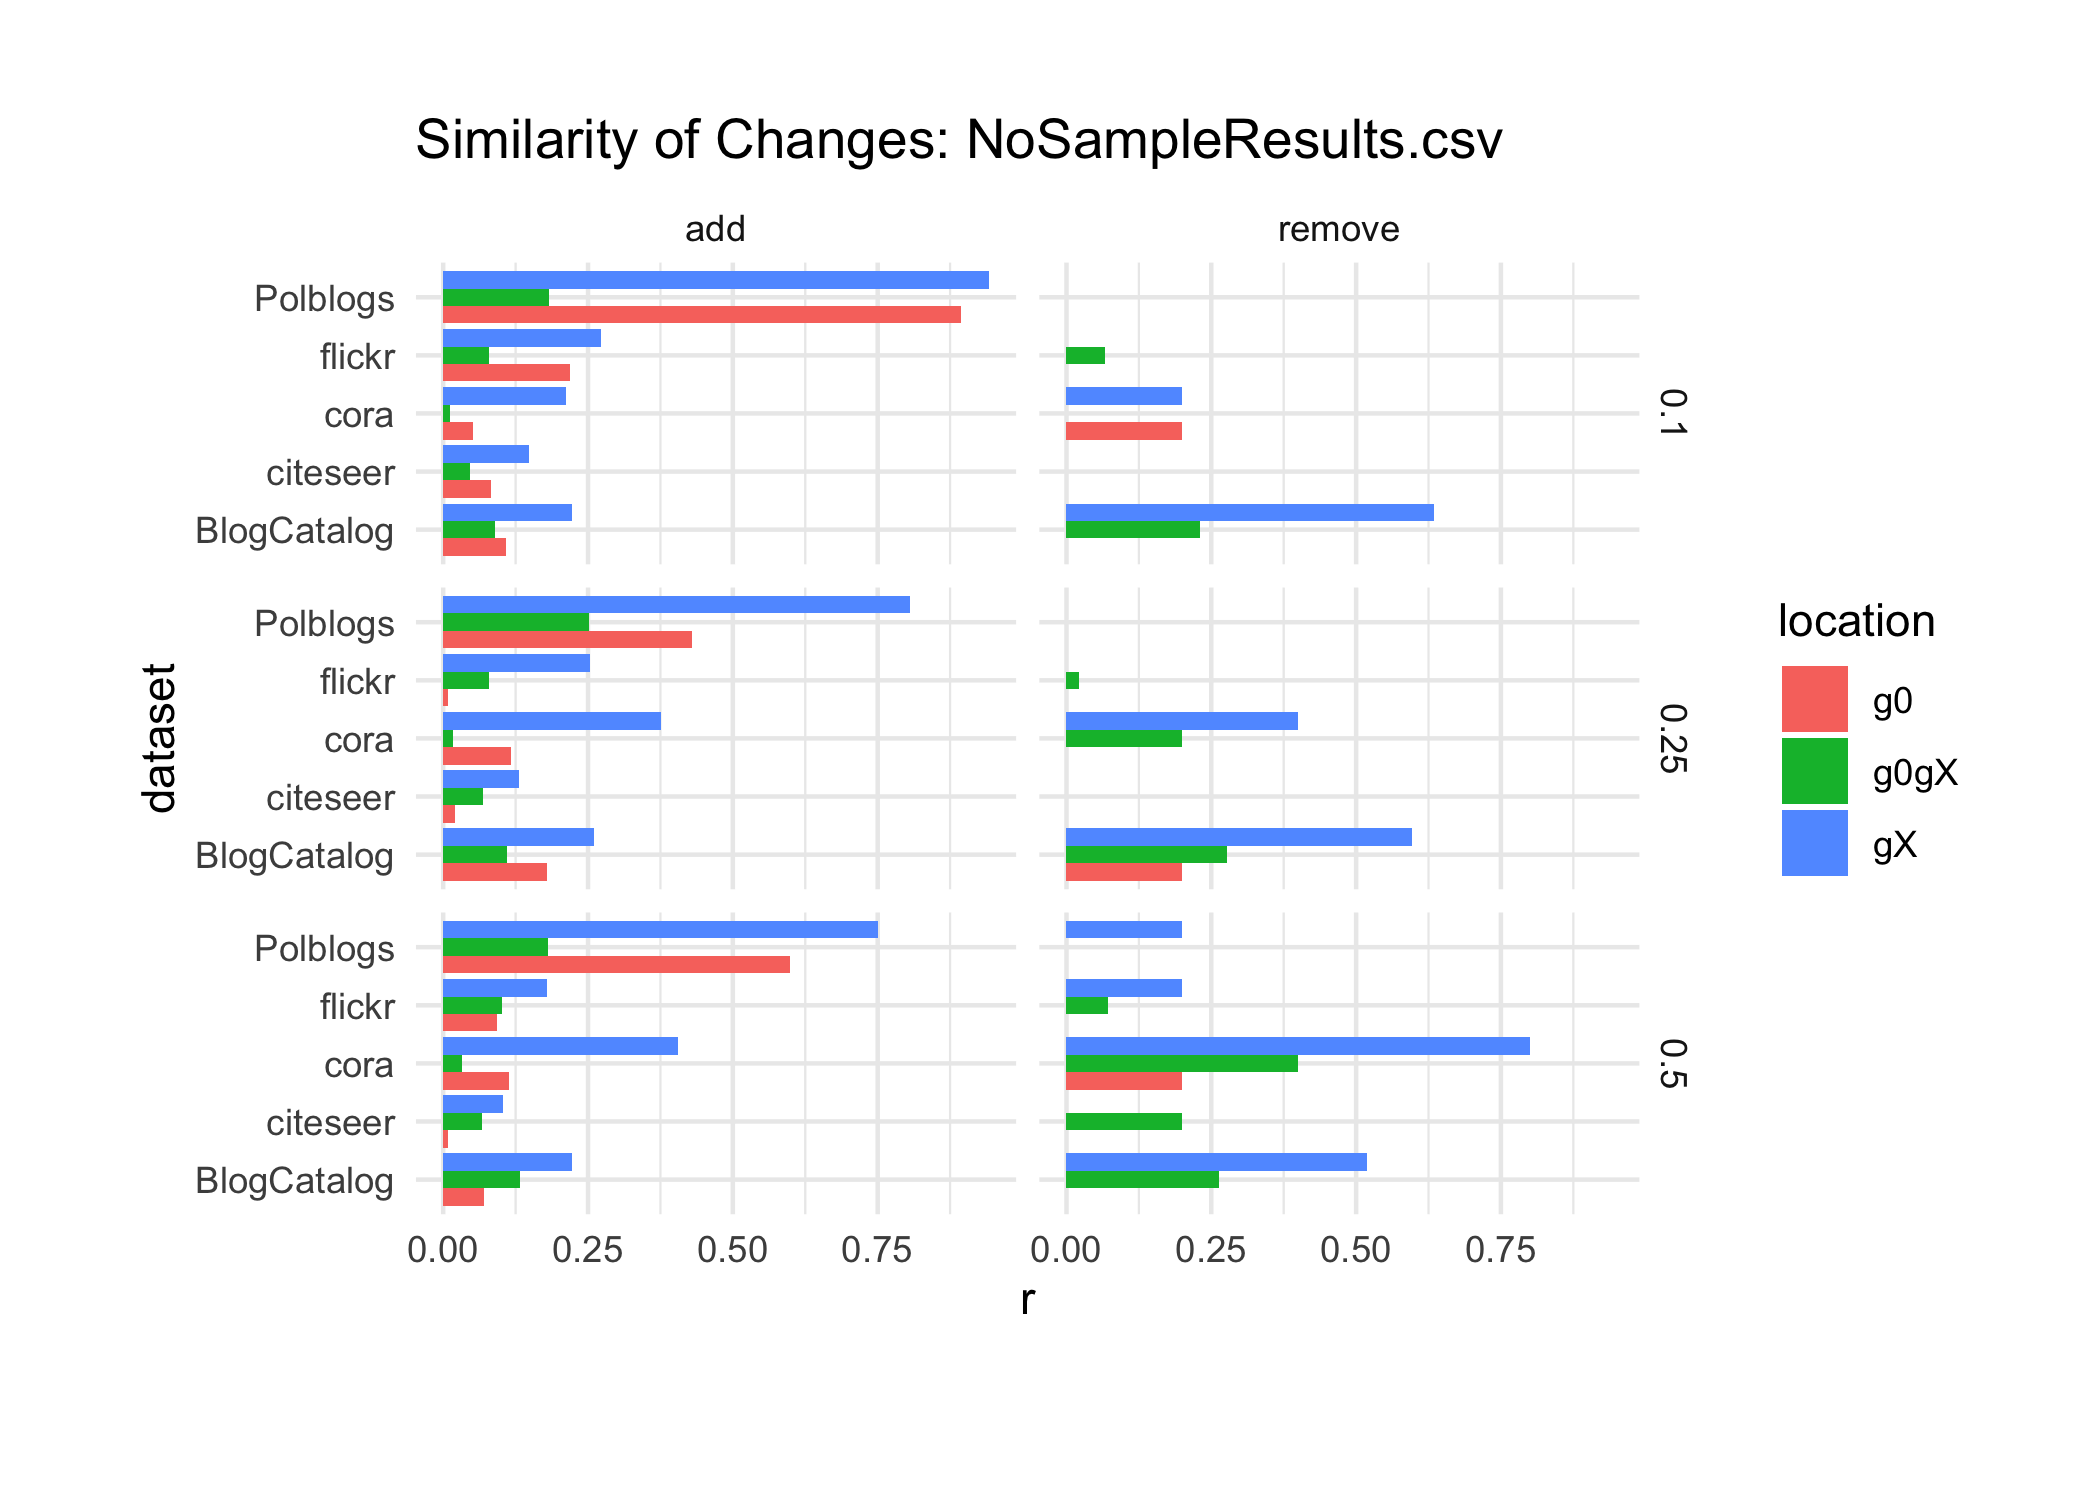 Similarity of Changes: NoSampleResults.csv
add
remove
Polblogs
flickr
cora
citeseer
BlogCatalog
0.1
Polblogs
flickr
cora
citeseer
BlogCatalog
0.25
Polblogs
flickr
cora
citeseer
BlogCatalog
0.5
dataset
0.00 0.25 0.50 0.75
0.00 0.25 0.50 0.75
r
location
g0
g0gX
gX